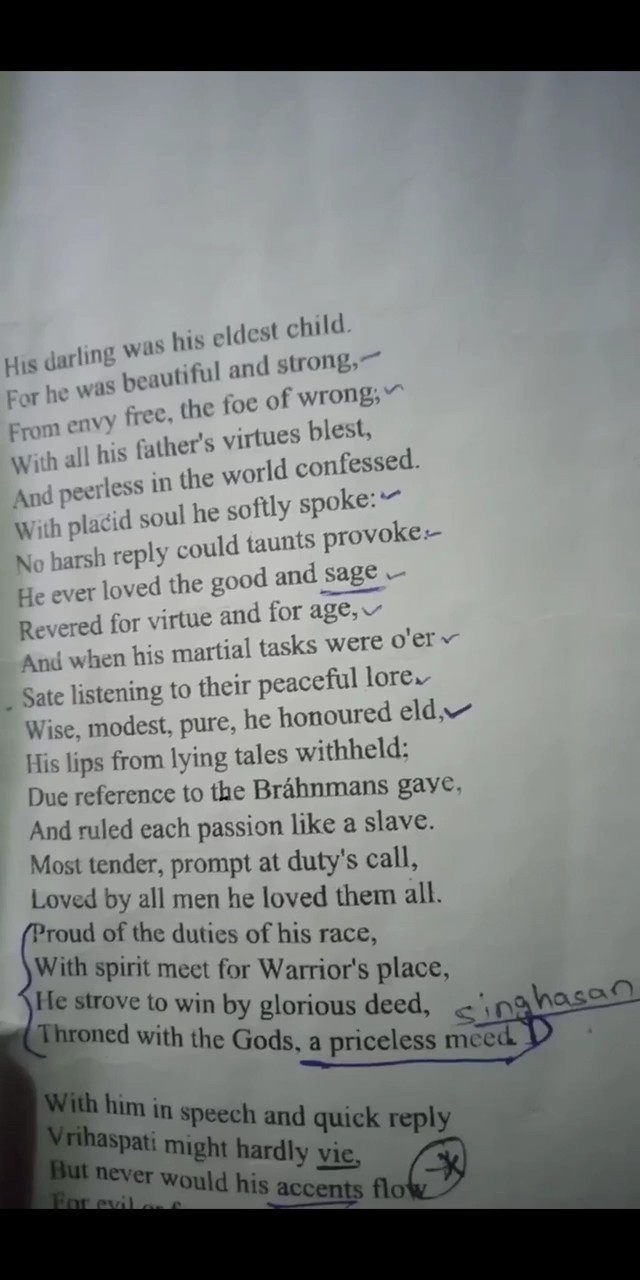 His darling was his eldest child.
For he was beautiful and strong,
From envy free, the foe of wrong;
With all his father's virtues blest,
And peerless in the world confessed.
With placid soul he softly spoke:
No harsh reply could taunts provoke.
He ever loved the good and sage
Revered for virtue and for age,
And when his martial tasks were o'er
Sate listening to their peaceful lore.
Wise, modest, pure, he honoured eld,
His lips from lying tales withheld;
Due reference to the Bráhnmans gave,
And ruled each passion like a slave.
Most tender, prompt at duty's call,
Loved by all men he loved them all.
Proud of the duties of his race,
With spirit meet for Warrior's place,
He strove to win by glorious deed, singhasan
Throned with the Gods, a priceless meed.
With him in speech and quick reply
Vrihaspati might hardly vie,
But never would his accents flow
For evil or